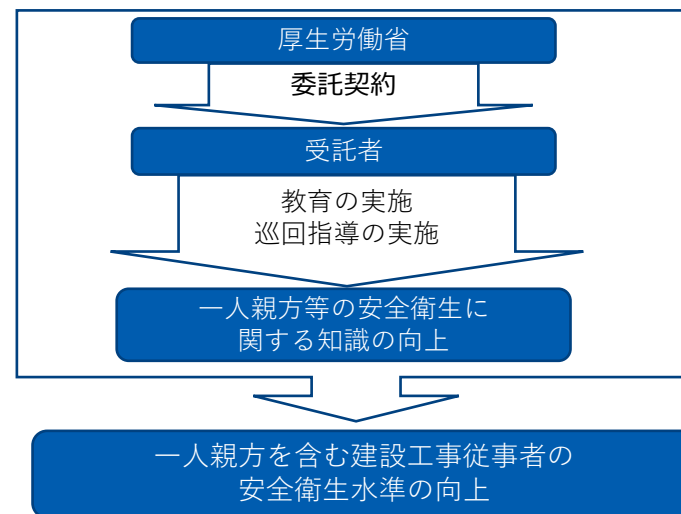 厚生労働省
委託契約
受託者
教育の実施
巡回指導の実施
一人親方等の安全衛生に
関する知識の向上
一人親方を含む建設工事従事者の
安全衛生水準の向上